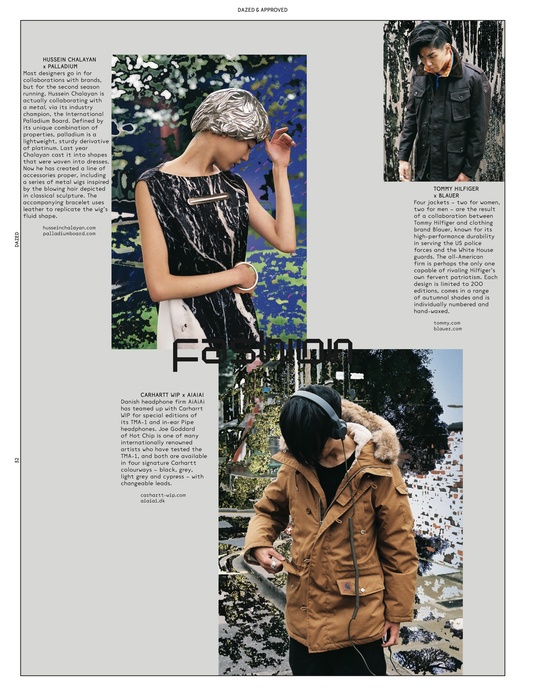 DAZED & APPROVED
HUSSEIN CHALAYAN
x PALLADIUM
Most designers go in for
collaborations with brands,
but for the second season
running, Hussein Chalayan is
actually collaborating with
a metal, via its industry
champion, the International
Palladium Board. Defined by
its unique combination of
properties, palladium is a
lightweight, sturdy derivative
of platinum. Last year
Chalayan cast it into shapes
that were woven into dresses.
Now he has created a line of
accessories proper, including
a series of metal wigs inspired
by the blowing hair depicted
in classical sculpture. The
accompanying bracelet uses
leather to replicate the wig's
fluid shape.
husseinchalayan.com
palladiumboard.com
DAZED
TOMMY HILFIGER
x BLAUER
Four jackets – two for women,
two for men – are the result
of a collaboration between
Tommy Hilfiger and clothing
brand Blauer, known for its
high-performance durability
in serving the US police
forces and the White House
guards. The all-American
firm is perhaps the only one
capable of rivaling Hilfiger's
own fervent patriotism. Each
design is limited to 200
editions, comes in a range
of autumnal shades and is
individually numbered and
hand-waxed.
tommy.com
blauer.com
Fashion
CARHARTT WIP x AIAIAI
Danish headphone firm AiAiAi
has teamed up with Carhartt
WIP for special editions of
its TMA-1 and in-ear Pipe
headphones. Joe Goddard
of Hot Chip is one of many
internationally renowned
artists who have tested the
TMA-1, and both are available
in four signature Carhartt
colourways – black, grey,
light grey and cypress – with
changeable leads.
carhartt-wip.com
aiaiai.dk
52